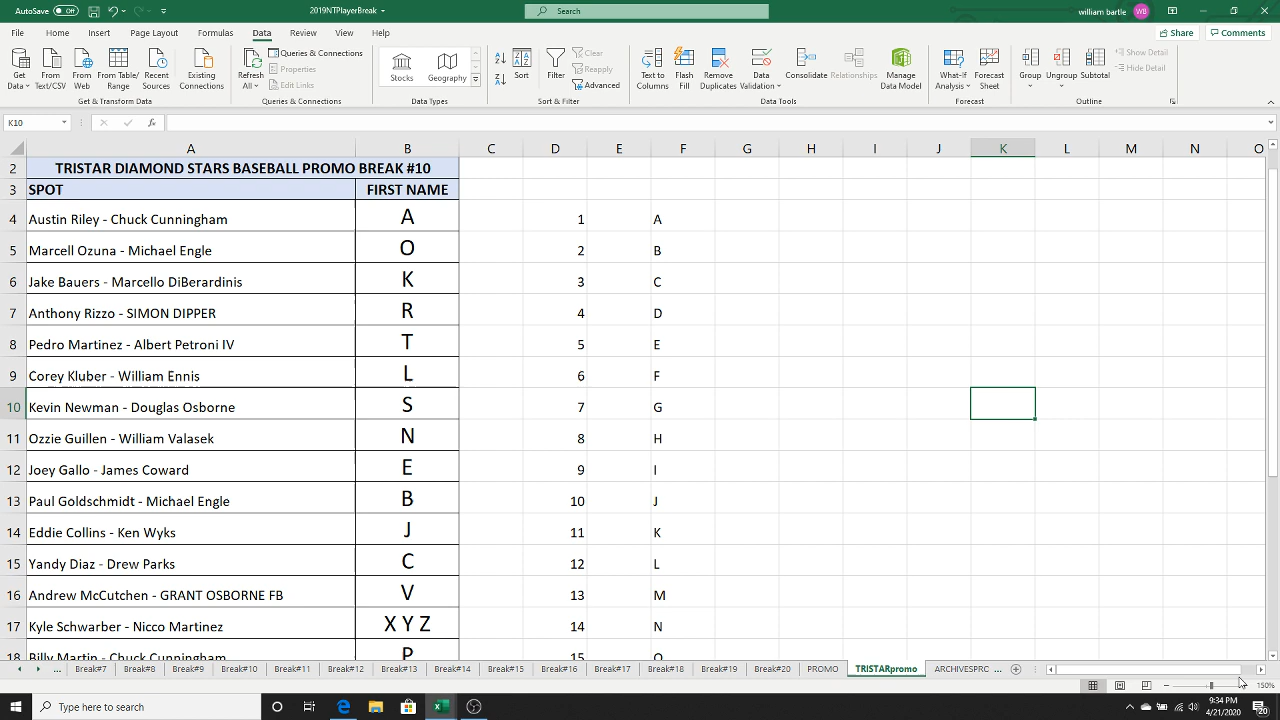 AutoSave Off 2019NTPlayerBreak Search william bartle WB
File Home Insert Page Layout Formulas Data Review View Help Share Comments
Get Data From Text/CSV From Web From Table/Range Recent Sources Existing Connections Refresh All Queries & Connections Properties Edit Links Stocks Geography Sort Filter Clear Reapply Advanced Text to Columns Flash Fill Remove Duplicates Data Validation Consolidate Relationships Manage Data Model What-If Analysis Forecast Sheet Group Ungroup Subtotal Show Detail Hide Detail
Get & Transform Data Queries & Connections Data Types Sort & Filter Data Tools Forecast Outline
K10 fx
A B C D E F G H I J K L M N O
2 TRISTAR DIAMOND STARS BASEBALL PROMO BREAK #10
3 SPOT FIRST NAME
4 Austin Riley - Chuck Cunningham A 1 A
5 Marcell Ozuna - Michael Engle O 2 B
6 Jake Bauers - Marcello DiBerardinis K 3 C
7 Anthony Rizzo - SIMON DIPPER R 4 D
8 Pedro Martinez - Albert Petroni IV T 5 E
9 Corey Kluber - William Ennis L 6 F
10 Kevin Newman - Douglas Osborne S 7 G
11 Ozzie Guillen - William Valasek N 8 H
12 Joey Gallo - James Coward E 9 I
13 Paul Goldschmidt - Michael Engle B 10 J
14 Eddie Collins - Ken Wyks J 11 K
15 Yandy Diaz - Drew Parks C 12 L
16 Andrew McCutchen - GRANT OSBORNE FB V 13 M
17 Kyle Schwarber - Nicco Martinez X Y Z 14 N
18 Billy Martin - Chuck Cunningham P 15 O
... Break#7 Break#8 Break#9 Break#10 Break#11 Break#12 Break#13 Break#14 Break#15 Break#16 Break#17 Break#18 Break#19 Break#20 PROMO TRISTARpromo ARCHIVESPRC ...
150%
Type here to search 9:34 PM
4/21/2020 20